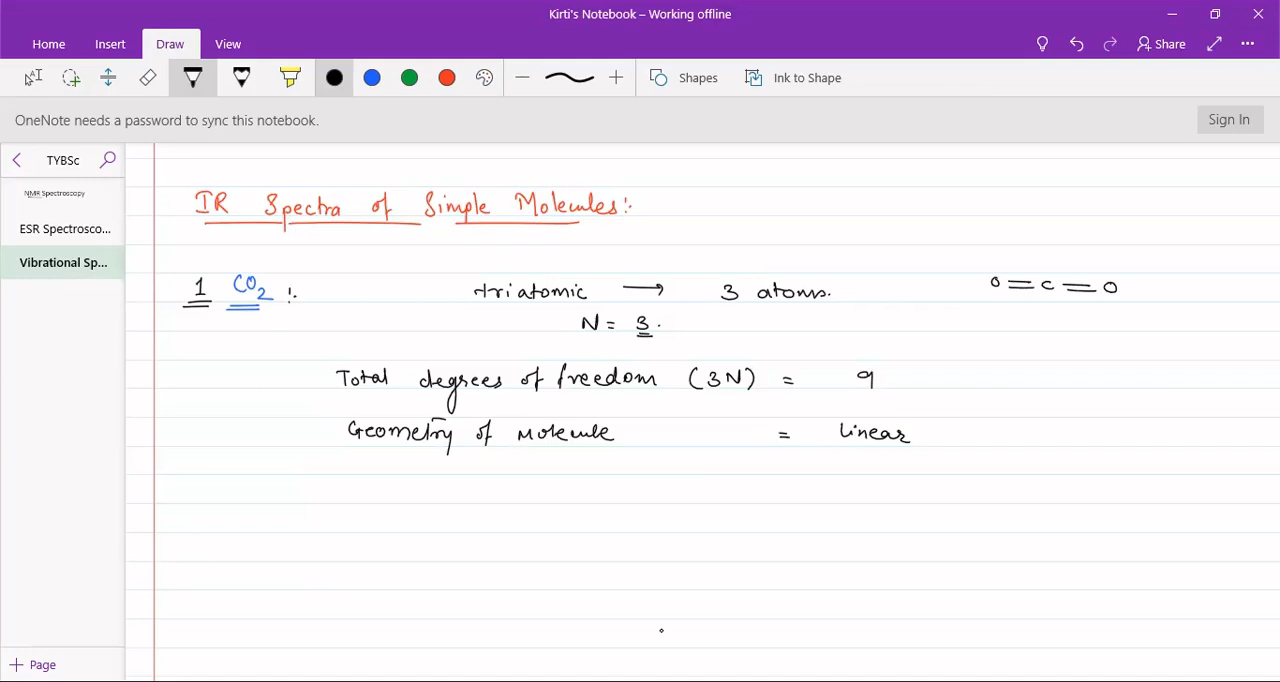 Kirti's Notebook – Working offline
Home Insert Draw View
Share
Shapes Ink to Shape
OneNote needs a password to sync this notebook.
Sign In
TYBSc
NMR Spectroscopy
ESR Spectrosco...
Vibrational Sp...
Page
IR Spectra of Simple Molecules:
1 CO2 : triatomic → 3 atoms. O=C=O
N = 3.
Total degrees of freedom (3N) = 9
Geometry of molecule = linear